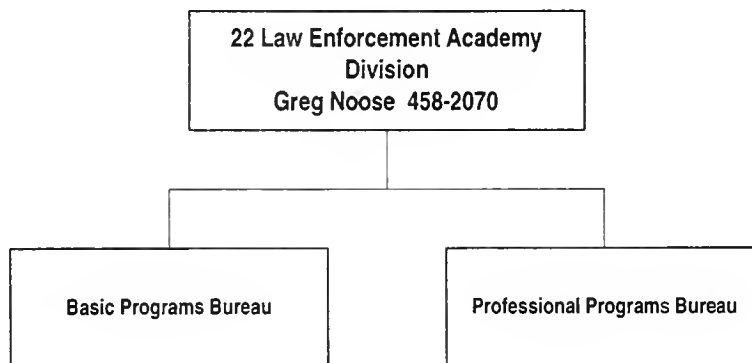 22 Law Enforcement Academy
Division
Greg Noose 458-2070
Basic Programs Bureau
Professional Programs Bureau